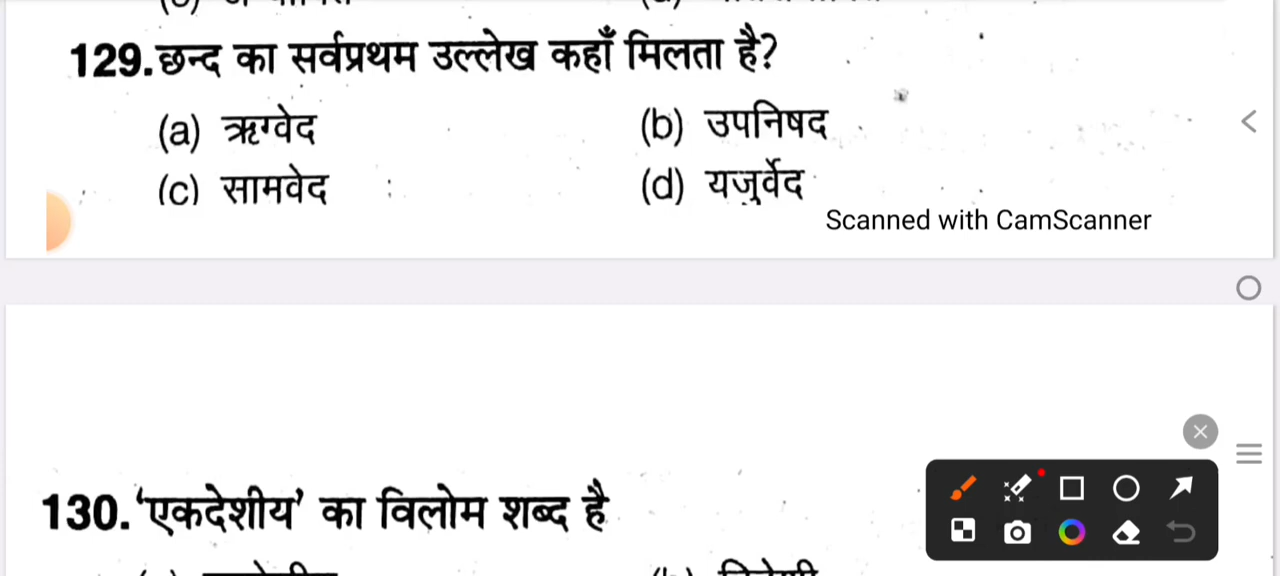 129. छन्द का सर्वप्रथम उल्लेख कहाँ मिलता है?
(a) ऋग्वेद (b) उपनिषद
(c) सामवेद (d) यजुर्वेद
Scanned with CamScanner
130. ‘एकदेशीय’ का विलोम शब्द है